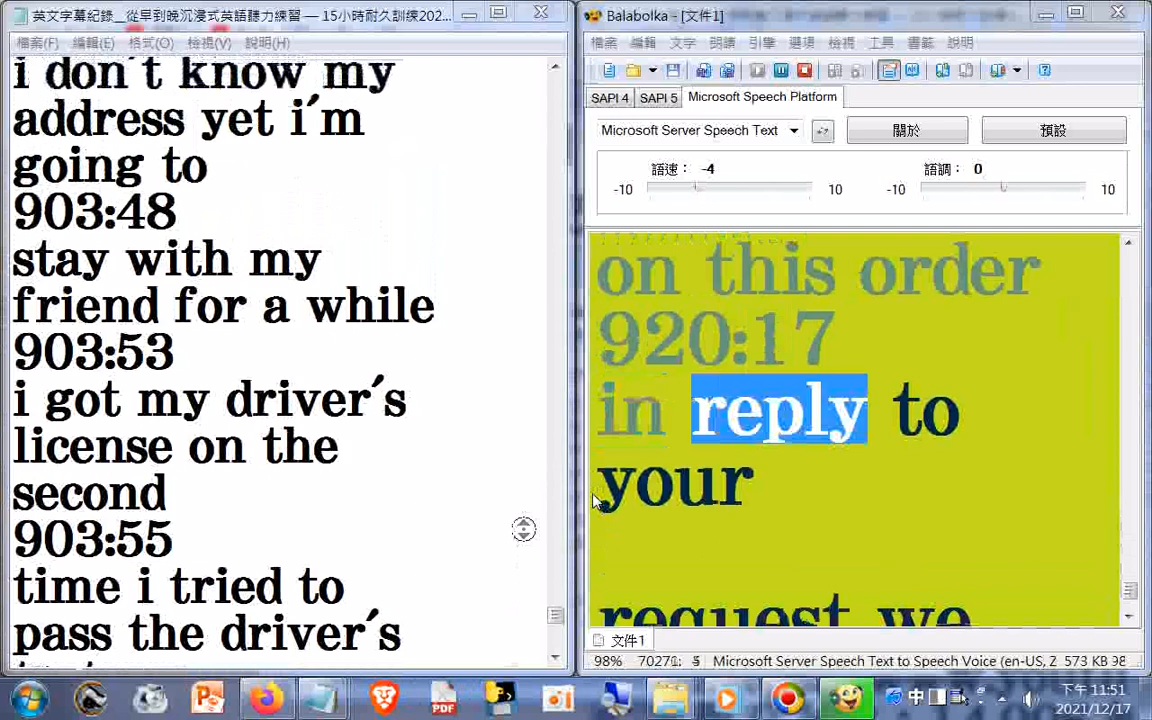 英文字幕紀錄__從早到晚沉浸式英語聽力練習 — 15小時耐久訓練202...
檔案(F) 編輯(E) 格式(O) 檢視(V) 說明(H)
i don't know my
address yet i'm
going to
903:48
stay with my
friend for a while
903:53
i got my driver's
license on the
second
903:55
time i tried to
pass the driver's
Balabolka - [文件1]
檔案 編輯 文字 朗讀 引擎 選項 檢視 工具 書籤 說明
SAPI 4 SAPI 5 Microsoft Speech Platform
Microsoft Server Speech Text 關於 預設
語速: -4 語調: 0
-10 10 -10 10
on this order
920:17
in reply to
your
request we
文件1
98% 70271: 5 Microsoft Server Speech Text to Speech Voice (en-US, Z 573 KB 98
PDF 中 下午 11:51
2021/12/17